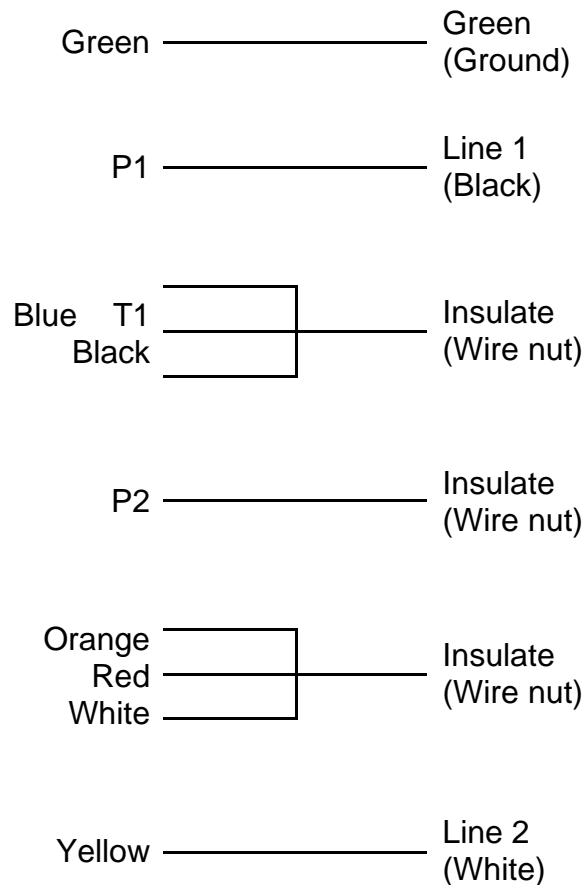 Green
Green
(Ground)
P1
Line 1
(Black)
Blue T1
Black
Insulate
(Wire nut)
P2
Insulate
(Wire nut)
Orange
Red
White
Insulate
(Wire nut)
Yellow
Line 2
(White)